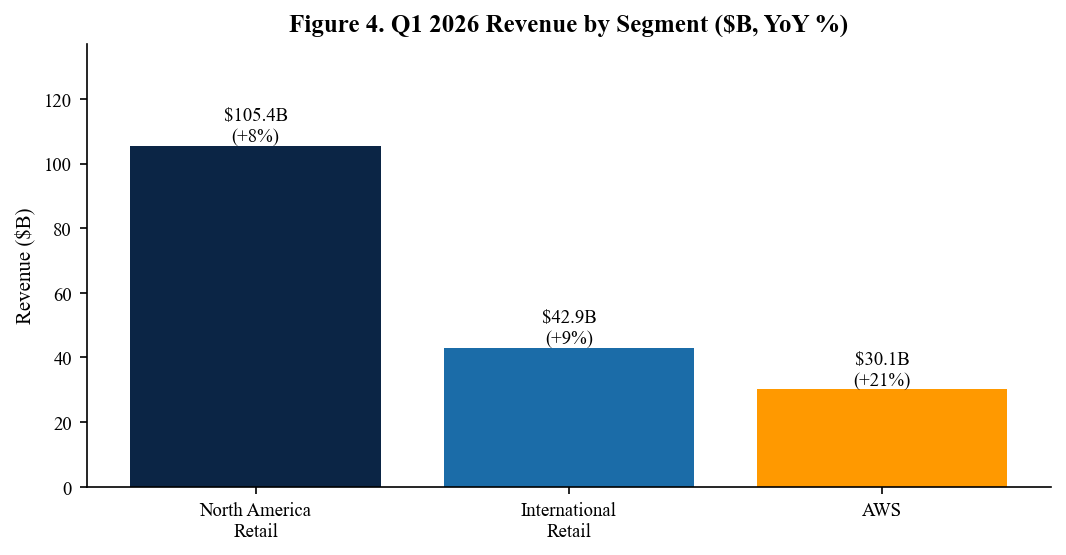 Figure 4. Q1 2026 Revenue by Segment ($B, YoY %)
Revenue ($B)
120
100
80
60
40
20
0
$105.4B
(+8%)
$42.9B
(+9%)
$30.1B
(+21%)
North America
Retail
International
Retail
AWS